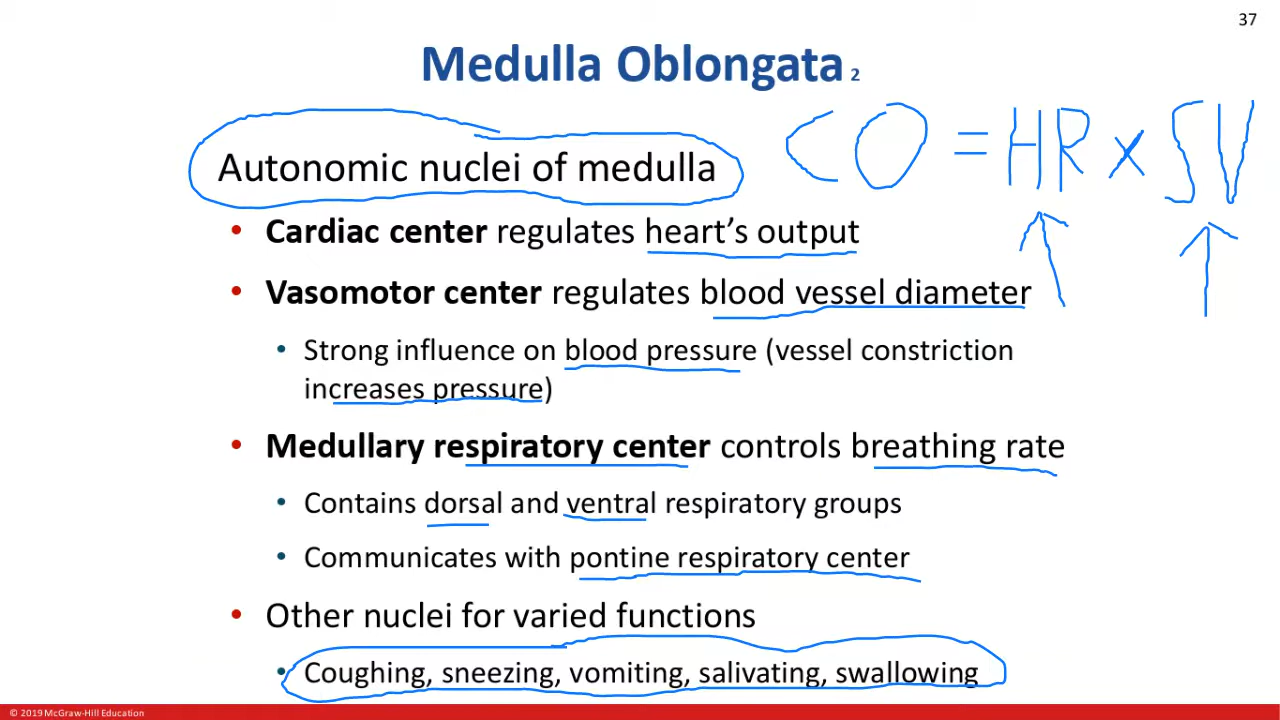 37
Medulla Oblongata 2
CO = HR x SV
Autonomic nuclei of medulla
• Cardiac center regulates heart's output
• Vasomotor center regulates blood vessel diameter
• Strong influence on blood pressure (vessel constriction
increases pressure)
• Medullary respiratory center controls breathing rate
• Contains dorsal and ventral respiratory groups
• Communicates with pontine respiratory center
• Other nuclei for varied functions
• Coughing, sneezing, vomiting, salivating, swallowing
© 2019 McGraw-Hill Education